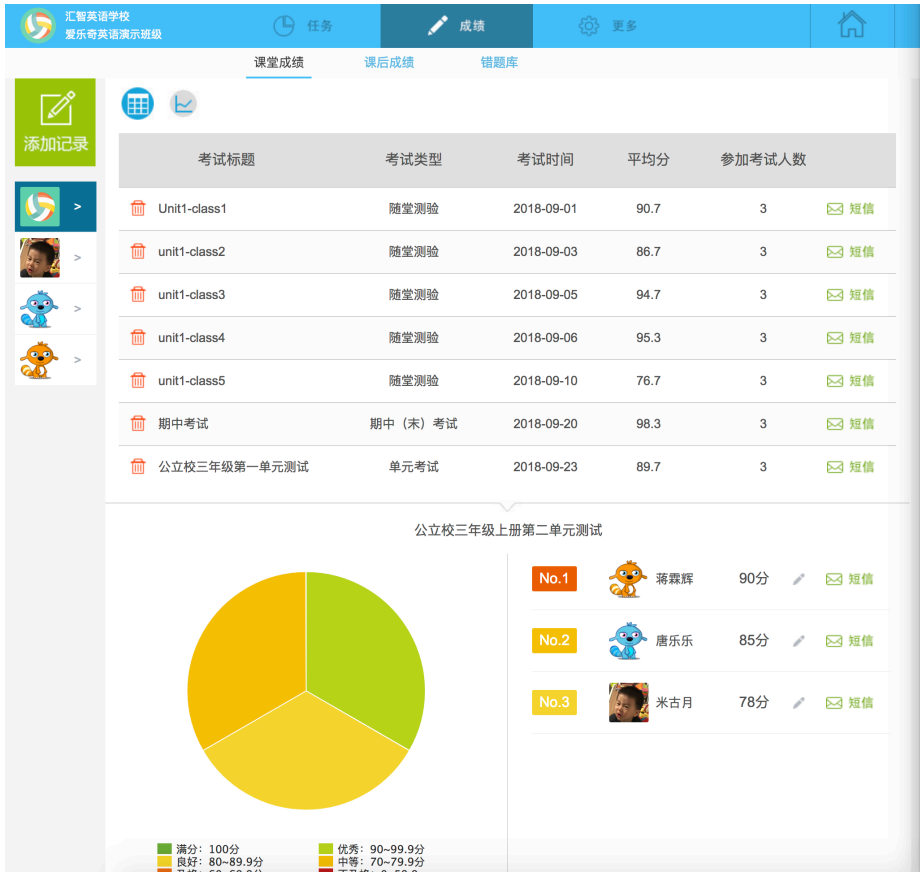 汇智英语学校
爱乐奇英语演示班级
任务
成绩
更多
课堂成绩 课后成绩 错题库
添加记录
考试标题 考试类型 考试时间 平均分 参加考试人数
> Unit1-class1 随堂测验 2018-09-01 90.7 3 短信
> unit1-class2 随堂测验 2018-09-03 86.7 3 短信
> unit1-class3 随堂测验 2018-09-05 94.7 3 短信
unit1-class4 随堂测验 2018-09-06 95.3 3 短信
> unit1-class5 随堂测验 2018-09-10 76.7 3 短信
期中考试 期中（末）考试 2018-09-20 98.3 3 短信
公立校三年级第一单元测试 单元考试 2018-09-23 89.7 3 短信
公立校三年级上册第二单元测试
No.1 蒋霖辉 90分 短信
No.2 唐乐乐 85分 短信
No.3 米古月 78分 短信
满分：100分 优秀：90~99.9分
良好：80~89.9分 中等：70~79.9分